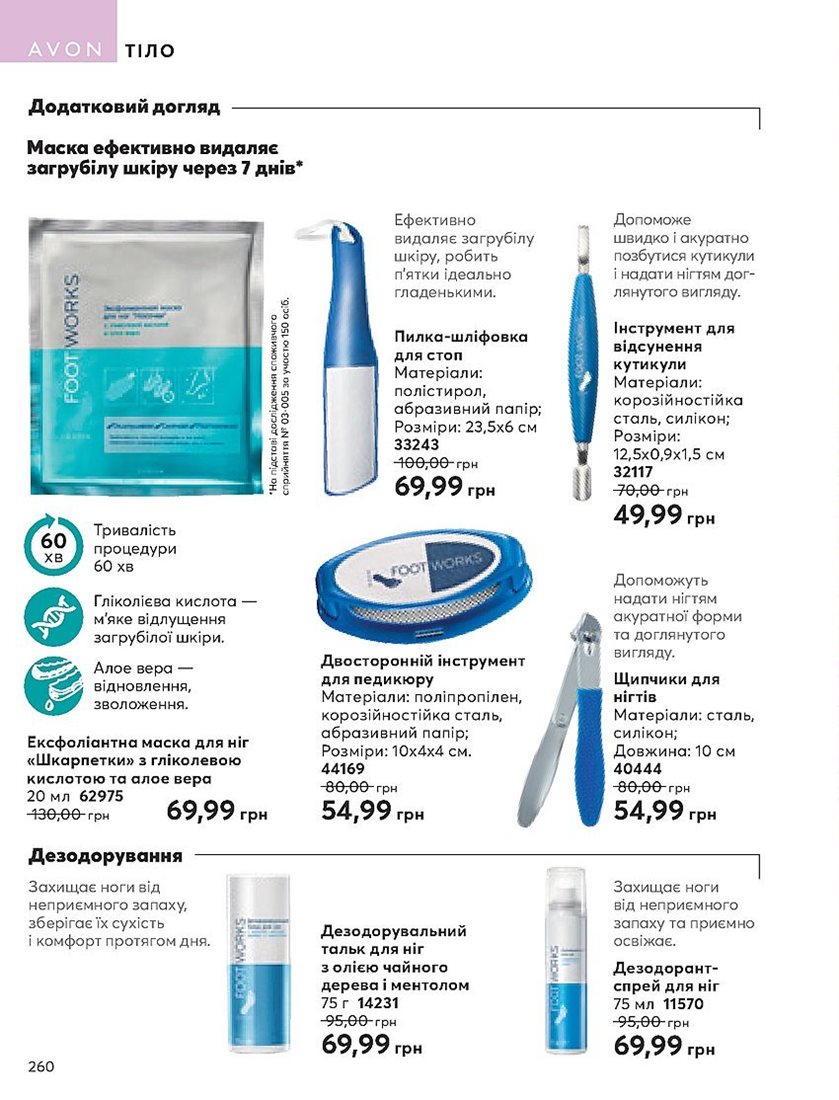 AVON ТІЛО
Додатковий догляд
Маска ефективно видаляє
загрубілу шкіру через 7 днів*
FOOT WORKS
*На підставі дослідження споживчого
сприйняття № 03-005 за участю 150 осіб.
60
ХВ
Тривалість
процедури
60 хв
Гліколієва кислота —
м'яке відлущення
загрубілої шкіри.
Алое вера —
відновлення,
зволоження.
Ексфоліантна маска для ніг
«Шкарпетки» з гліколевою
кислотою та алое вера
20 мл 62975
130,00 грн
69,99 грн
Ефективно
видаляє загрубілу
шкіру, робить
п'ятки ідеально
гладенькими.
Пилка-шліфовка
для стоп
Матеріали:
полістирол,
абразивний папір;
Розміри: 23,5х6 см
33243
100,00 грн
69,99 грн
FOOT WORKS
Допоможе
швидко і акуратно
позбутися кутикули
і надати нігтям дог-
лянутого вигляду.
Інструмент для
відсунення
кутикули
Матеріали:
корозійностійка
сталь, силікон;
Розміри:
12,5х0,9х1,5 см
32117
70,00 грн
49,99 грн
FOOT WORKS
Двосторонній інструмент
для педикюру
Матеріали: поліпропілен,
корозійностійка сталь,
абразивний папір;
Розміри: 10х4х4 см.
44169
80,00 грн
54,99 грн
Допоможуть
надати нігтям
акуратної форми
та доглянутого
вигляду.
Щипчики для
нігтів
Матеріали: сталь,
силікон;
Довжина: 10 см
40444
80,00 грн
54,99 грн
Дезодорування
Захищає ноги від
неприємного запаху,
зберігає їх сухість
і комфорт протягом дня.
FOOT WORKS
Дезодорувальний
тальк для ніг
з олією чайного
дерева і ментолом
75 г 14231
95,00 грн
69,99 грн
FOOT WORKS
Захищає ноги
від неприємного
запаху та приємно
освіжає.
Дезодорант-
спрей для ніг
75 мл 11570
95,00 грн
69,99 грн
260